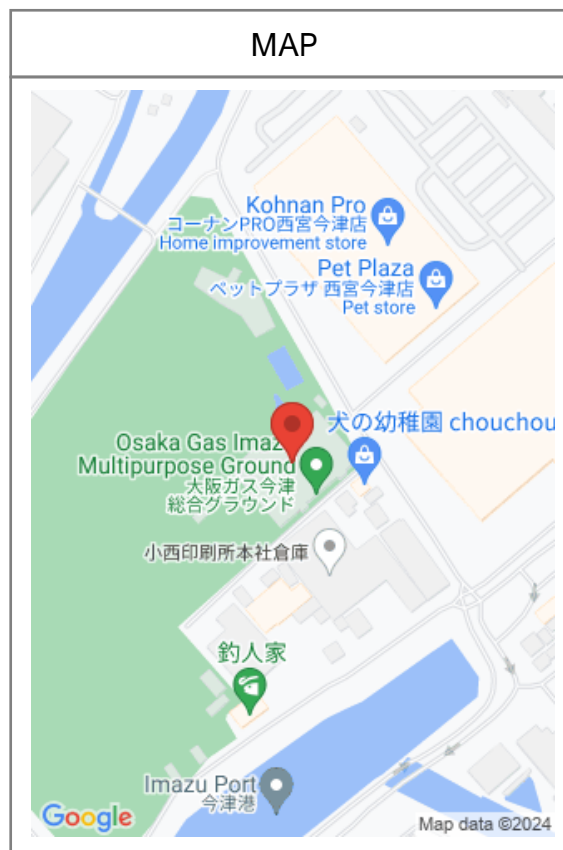 MAP
Kohnan Pro
コーナンPRO西宮今津店
Home improvement store
Pet Plaza
ペットプラザ 西宮今津店
Pet store
犬の幼稚園 chouchou
Osaka Gas Imaz
Multipurpose Ground
大阪ガス今津
総合グラウンド
小西印刷所本社倉庫
釣人家
Imazu Port
今津港
Google
Map data ©2024